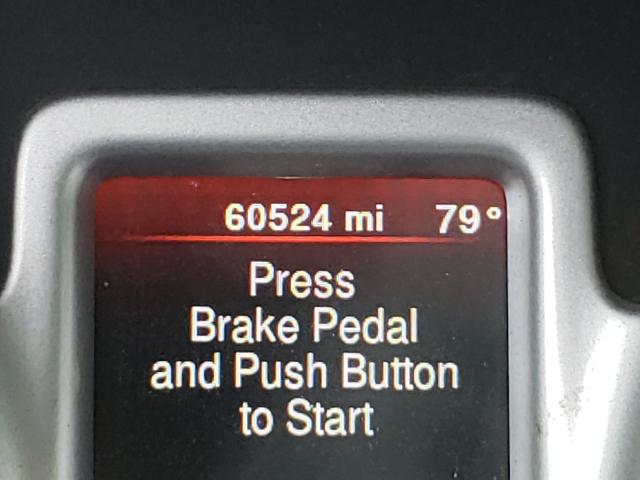 60524 mi 79°
Press
Brake Pedal
and Push Button
to Start